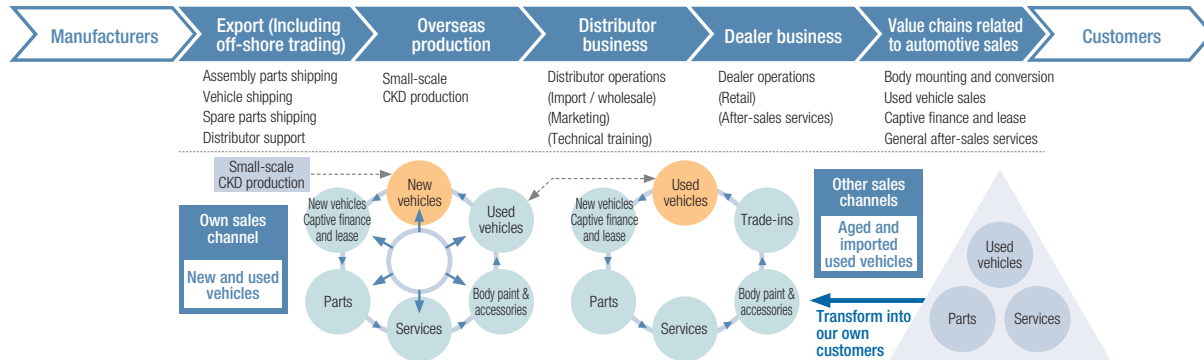 Manufacturers
Export (Including
off-shore trading)
Overseas
production
Distributor
business
Dealer business
Value chains related
to automotive sales
Customers
Assembly parts shipping
Vehicle shipping
Spare parts shipping
Distributor support
Small-scale
CKD production
Distributor operations
(Import / wholesale)
(Marketing)
(Technical training)
Dealer operations
(Retail)
(After-sales services)
Body mounting and conversion
Used vehicle sales
Captive finance and lease
General after-sales services
Small-scale
CKD production
Own sales
channel
New and used
vehicles
New
vehicles
New vehicles
Captive finance
and lease
Used
vehicles
Parts
Body paint &
accessories
Services
Used
vehicles
New vehicles
Captive finance
and lease
Trade-ins
Parts
Body paint &
accessories
Services
Other sales
channels
Aged and
imported
used vehicles
Transform into
our own
customers
Used
vehicles
Parts
Services